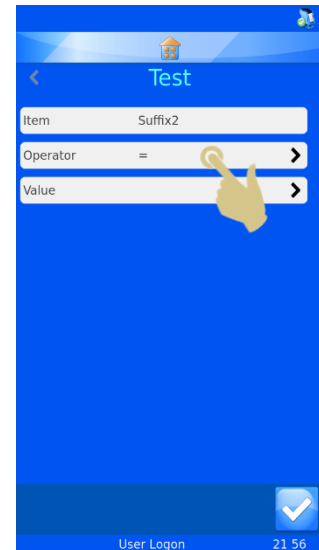 Test
Item Suffix2
Operator =
Value
User Logon 21 56